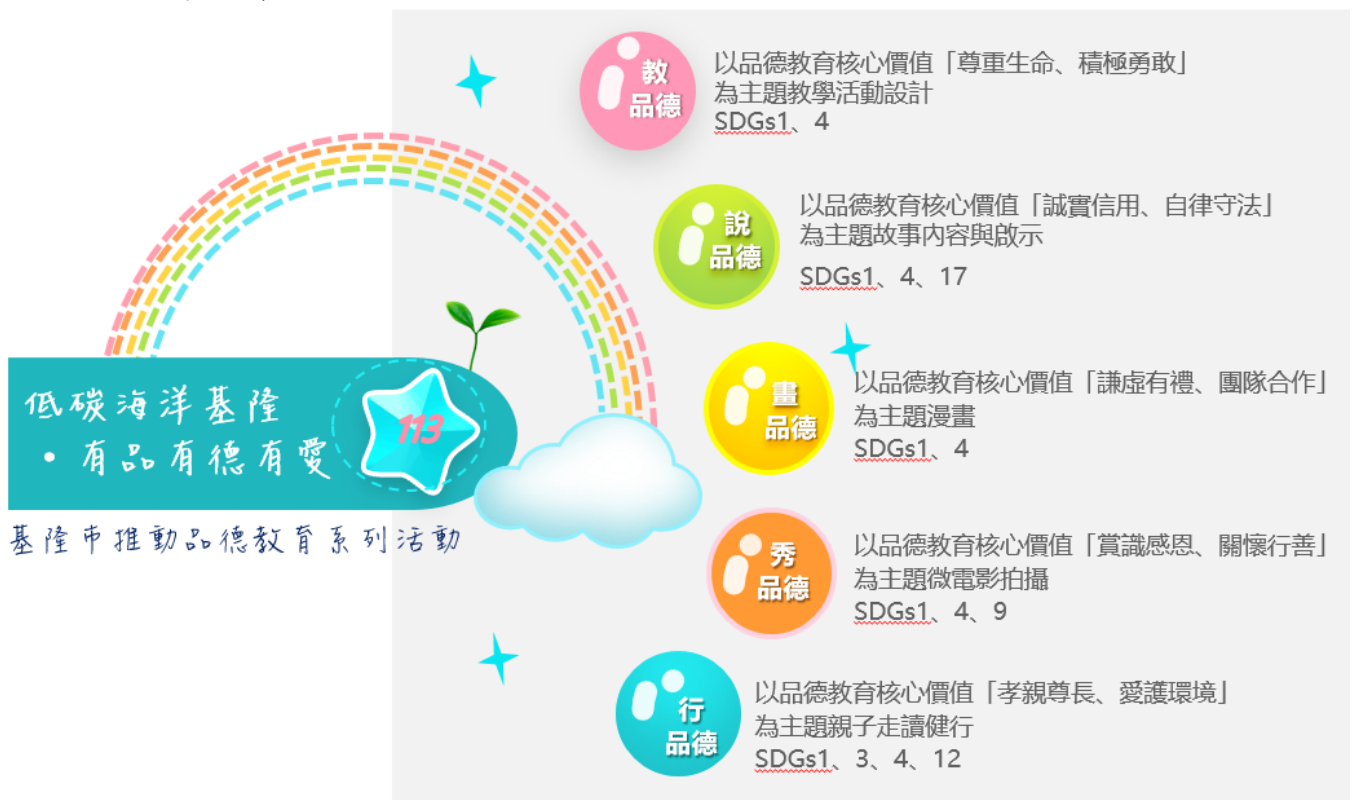 低碳海洋基隆
• 有品有德有愛
113
基隆市推動品德教育系列活動
i教
品德
以品德教育核心價值「尊重生命、積極勇敢」
為主題教學活動設計
SDGs1、4
i說
品德
以品德教育核心價值「誠實信用、自律守法」
為主題故事內容與啟示
SDGs1、4、17
i畫
品德
以品德教育核心價值「謙虛有禮、團隊合作」
為主題漫畫
SDGs1、4
i秀
品德
以品德教育核心價值「賞識感恩、關懷行善」
為主題微電影拍攝
SDGs1、4、9
i行
品德
以品德教育核心價值「孝親尊長、愛護環境」
為主題親子走讀健行
SDGs1、3、4、12